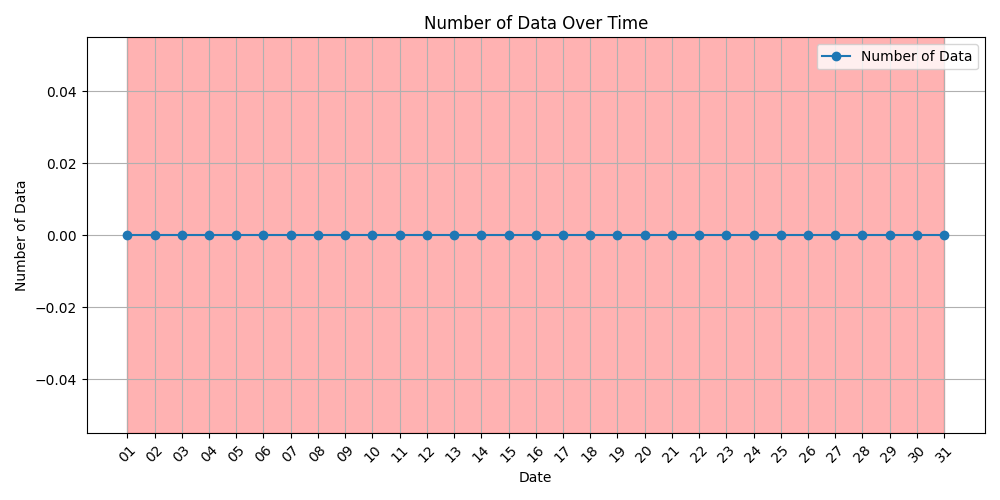 Number of Data Over Time
Number of Data
0.04
0.02
0.00
−0.02
−0.04
Number of Data
01 02 03 04 05 06 07 08 09 10 11 12 13 14 15 16 17 18 19 20 21 22 23 24 25 26 27 28 29 30 31
Date